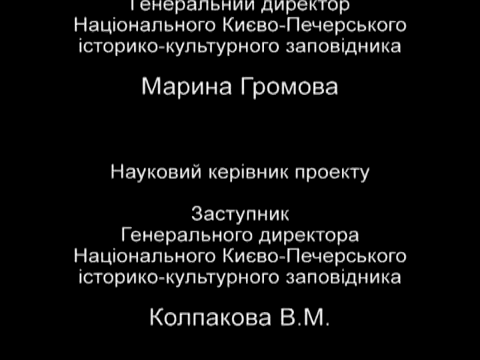 Генеральний директор
Національного Києво-Печерського
історико-культурного заповідника
Марина Громова
Науковий керівник проекту
Заступник
Генерального директора
Національного Києво-Печерського
історико-культурного заповідника
Колпакова В.М.